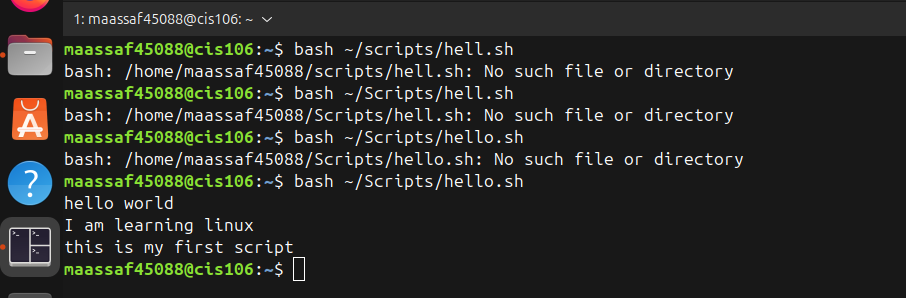 1: maassaf45088@cis106: ~
maassaf45088@cis106:~$ bash ~/scripts/hell.sh
bash: /home/maassaf45088/scripts/hell.sh: No such file or directory
maassaf45088@cis106:~$ bash ~/Scripts/hell.sh
bash: /home/maassaf45088/Scripts/hell.sh: No such file or directory
maassaf45088@cis106:~$ bash ~/Scripts/hello.sh
bash: /home/maassaf45088/Scripts/hello.sh: No such file or directory
maassaf45088@cis106:~$ bash ~/Scripts/hello.sh
hello world
I am learning linux
this is my first script
maassaf45088@cis106:~$